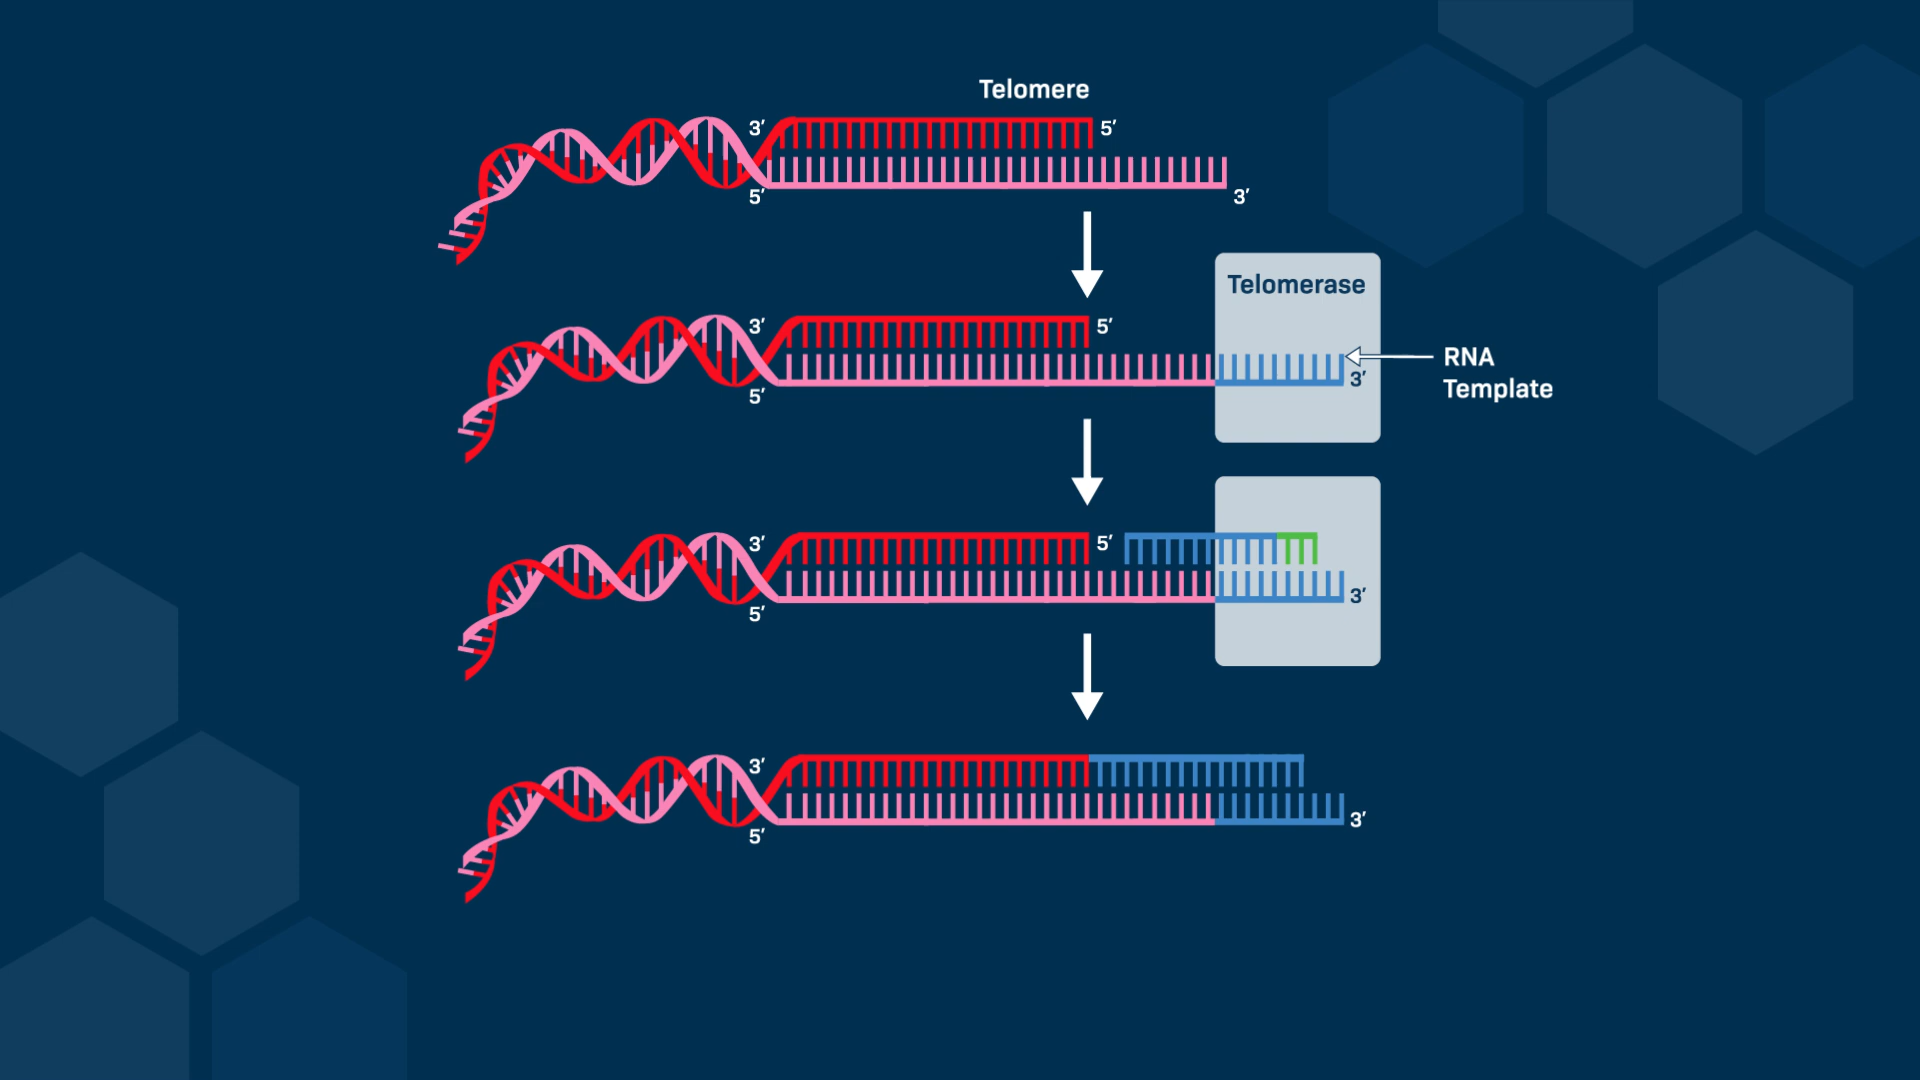 Telomere
3′ 5′
5′ 3′
Telomerase
3′ 5′
RNA
Template
3′
5′
3′ 5′
3′
5′
3′
3′
5′